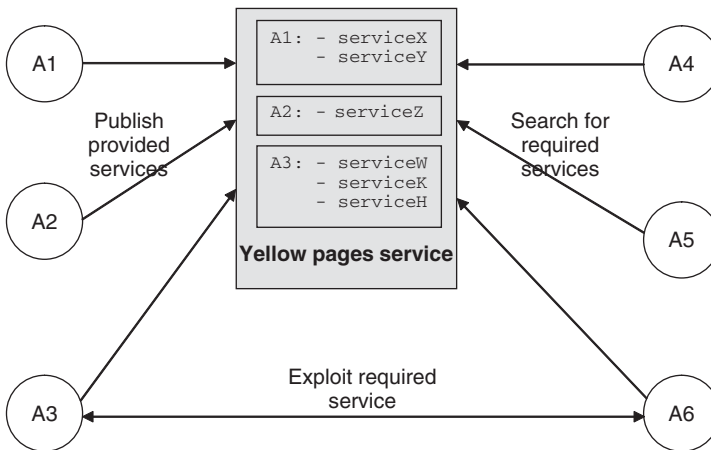 A1
A1: - serviceX
- serviceY
A4
A2: - serviceZ
Publish
provided
services
Search for
required
services
A3: - serviceW
- serviceK
- serviceH
A2
A5
Yellow pages service
Exploit required
service
A3
A6